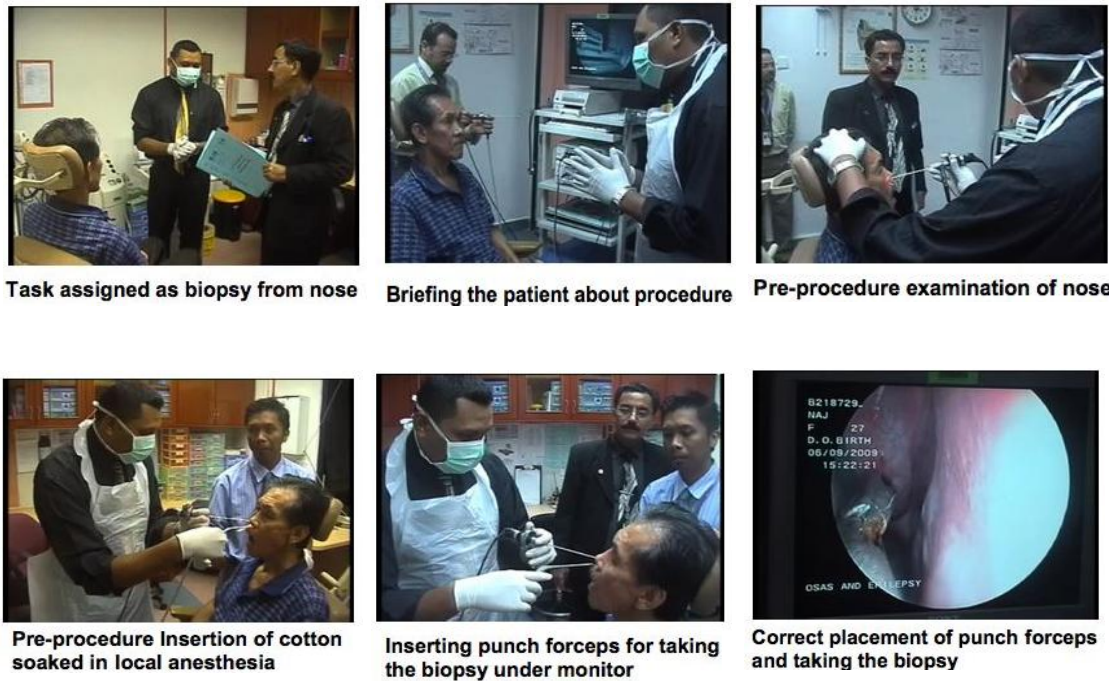 Task assigned as biopsy from nose
Briefing the patient about procedure
Pre-procedure examination of nose
Pre-procedure Insertion of cotton
soaked in local anesthesia
Inserting punch forceps for taking
the biopsy under monitor
8218729_
NAJ
F 27
D.O.BIRTH
06/09/2009
15:22:21
OSAS AND EPILEPSY
Correct placement of punch forceps
and taking the biopsy